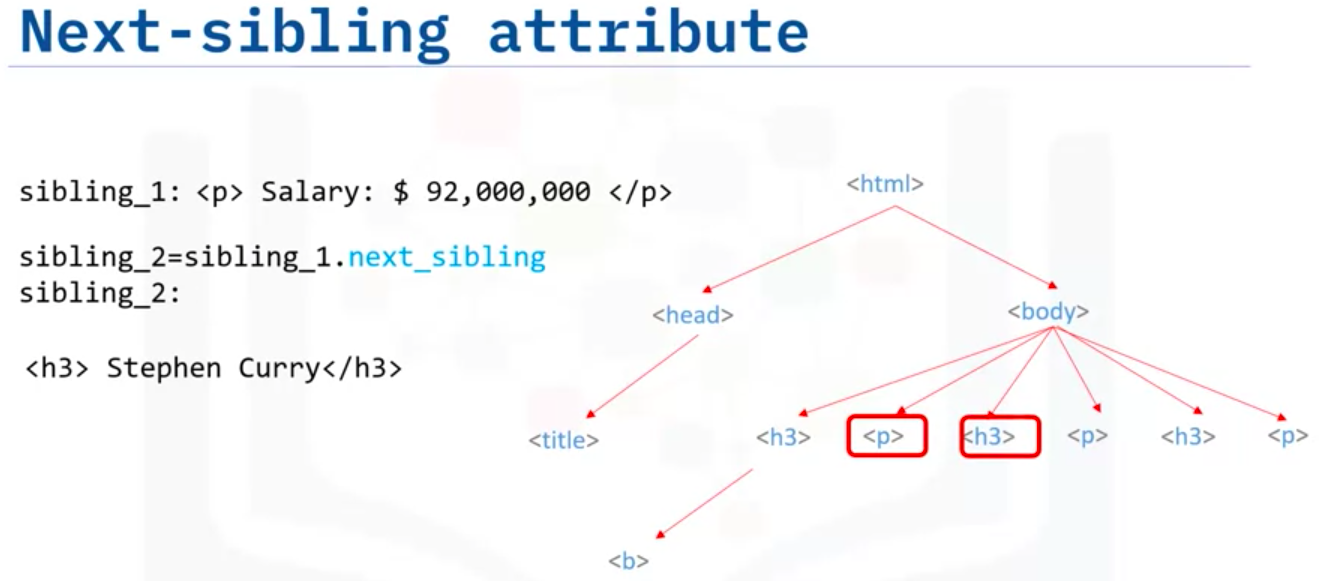 Next-sibling attribute
sibling_1: <p> Salary: $ 92,000,000 </p>
sibling_2=sibling_1.next_sibling
sibling_2:
<h3> Stephen Curry</h3>
<html>
<head>
<body>
<title>
<h3>
<p>
<h3>
<p>
<h3>
<p>
<b>